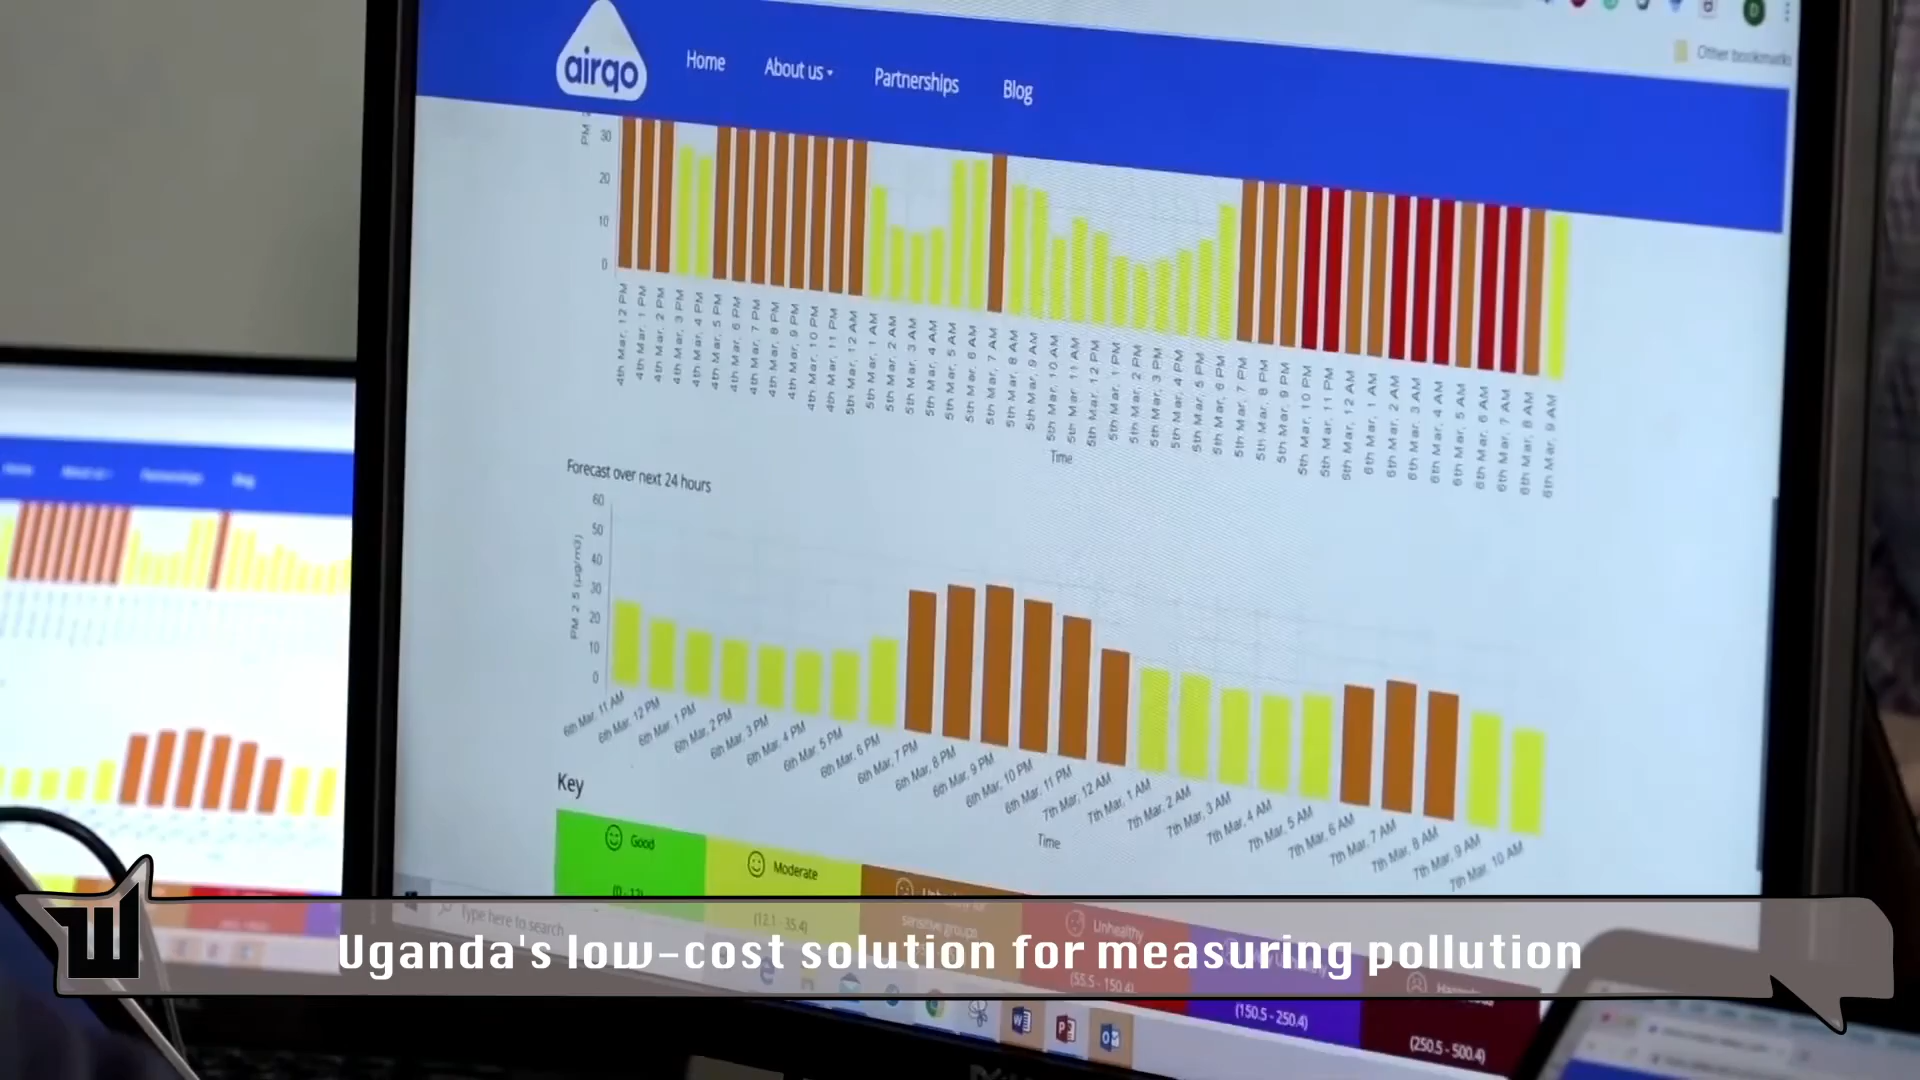 Other bookmarks
airqo
Home
About us
Partnerships
Blog
PM 2
30
20
10
0
4th Mar, 12 PM
4th Mar, 1 PM
4th Mar, 2 PM
4th Mar, 3 PM
4th Mar, 4 PM
4th Mar, 5 PM
4th Mar, 6 PM
4th Mar, 7 PM
4th Mar, 8 PM
4th Mar, 9 PM
4th Mar, 10 PM
4th Mar, 11 PM
5th Mar, 12 AM
5th Mar, 1 AM
5th Mar, 2 AM
5th Mar, 3 AM
5th Mar, 4 AM
5th Mar, 5 AM
5th Mar, 6 AM
5th Mar, 7 AM
5th Mar, 8 AM
5th Mar, 9 AM
5th Mar, 10 AM
5th Mar, 11 AM
5th Mar, 12 PM
5th Mar, 1 PM
5th Mar, 2 PM
5th Mar, 3 PM
5th Mar, 4 PM
5th Mar, 5 PM
5th Mar, 6 PM
5th Mar, 7 PM
5th Mar, 8 PM
5th Mar, 9 PM
5th Mar, 10 PM
5th Mar, 11 PM
6th Mar, 12 AM
6th Mar, 1 AM
6th Mar, 2 AM
6th Mar, 3 AM
6th Mar, 4 AM
6th Mar, 5 AM
6th Mar, 6 AM
6th Mar, 7 AM
6th Mar, 8 AM
6th Mar, 9 AM
Time
Forecast over next 24 hours
PM 2.5 (µg/m3)
60
50
40
30
20
10
0
6th Mar, 11 AM
6th Mar, 12 PM
6th Mar, 1 PM
6th Mar, 2 PM
6th Mar, 3 PM
6th Mar, 4 PM
6th Mar, 5 PM
6th Mar, 6 PM
6th Mar, 7 PM
6th Mar, 8 PM
6th Mar, 9 PM
6th Mar, 10 PM
6th Mar, 11 PM
7th Mar, 12 AM
7th Mar, 1 AM
7th Mar, 2 AM
7th Mar, 3 AM
7th Mar, 4 AM
7th Mar, 5 AM
7th Mar, 6 AM
7th Mar, 7 AM
7th Mar, 8 AM
7th Mar, 9 AM
7th Mar, 10 AM
Time
Key
Good
(0 - 12)
Moderate
(12.1 - 35.4)
sensitive groups
Unhealthy
(55.5 - 150.4)
(150.5 - 250.4)
Hazardous
(250.5 - 500.4)
Type here to search
Uganda's low-cost solution for measuring pollution